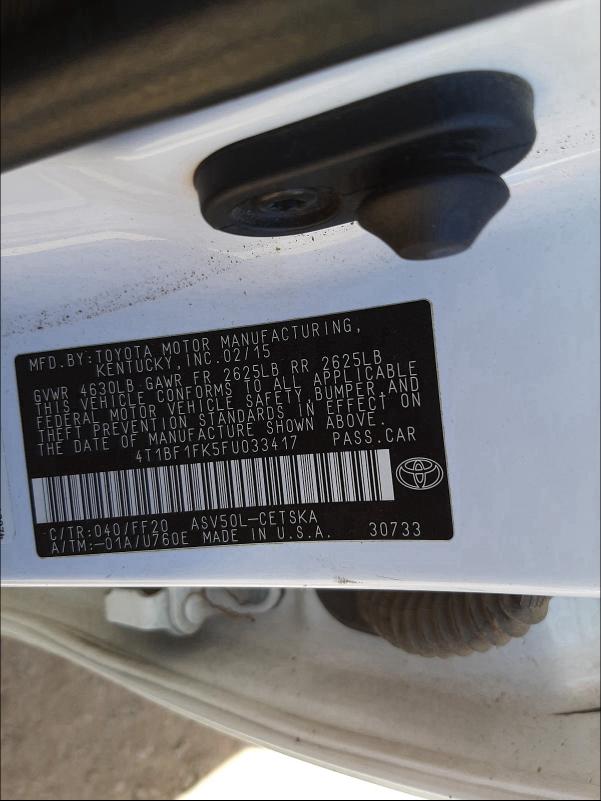 MFD.BY:TOYOTA MOTOR MANUFACTURING,
KENTUCKY, INC.02/15
GVWR 4630LB GAWR FR 2625LB RR 2625LB
THIS VEHICLE CONFORMS TO ALL APPLICABLE
FEDERAL MOTOR VEHICLE SAFETY,BUMPER,AND
THEFT PREVENTION STANDARDS IN EFFECT ON
THE DATE OF MANUFACTURE SHOWN ABOVE.
4T1BF1FK5FU033417 PASS.CAR
C/TR:040/FF20 ASV50L-CETSKA
A/TM:-01A/U760E MADE IN U.S.A. 30733